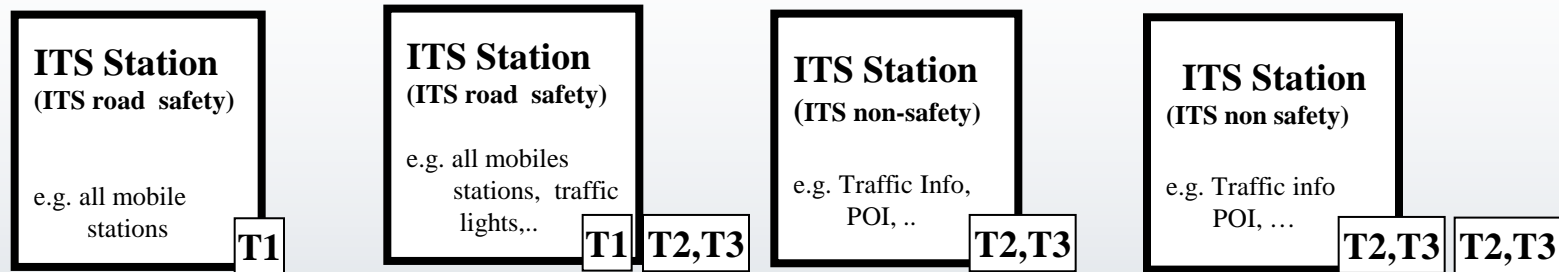 ITS Station
(ITS road safety)
e.g. all mobile
stations
T1
ITS Station
(ITS road safety)
e.g. all mobiles
stations, traffic
lights,..
T1
T2,T3
ITS Station
(ITS non-safety)
e.g. Traffic Info,
POI, ..
T2,T3
ITS Station
(ITS non safety)
e.g. Traffic info
POI, …
T2,T3
T2,T3